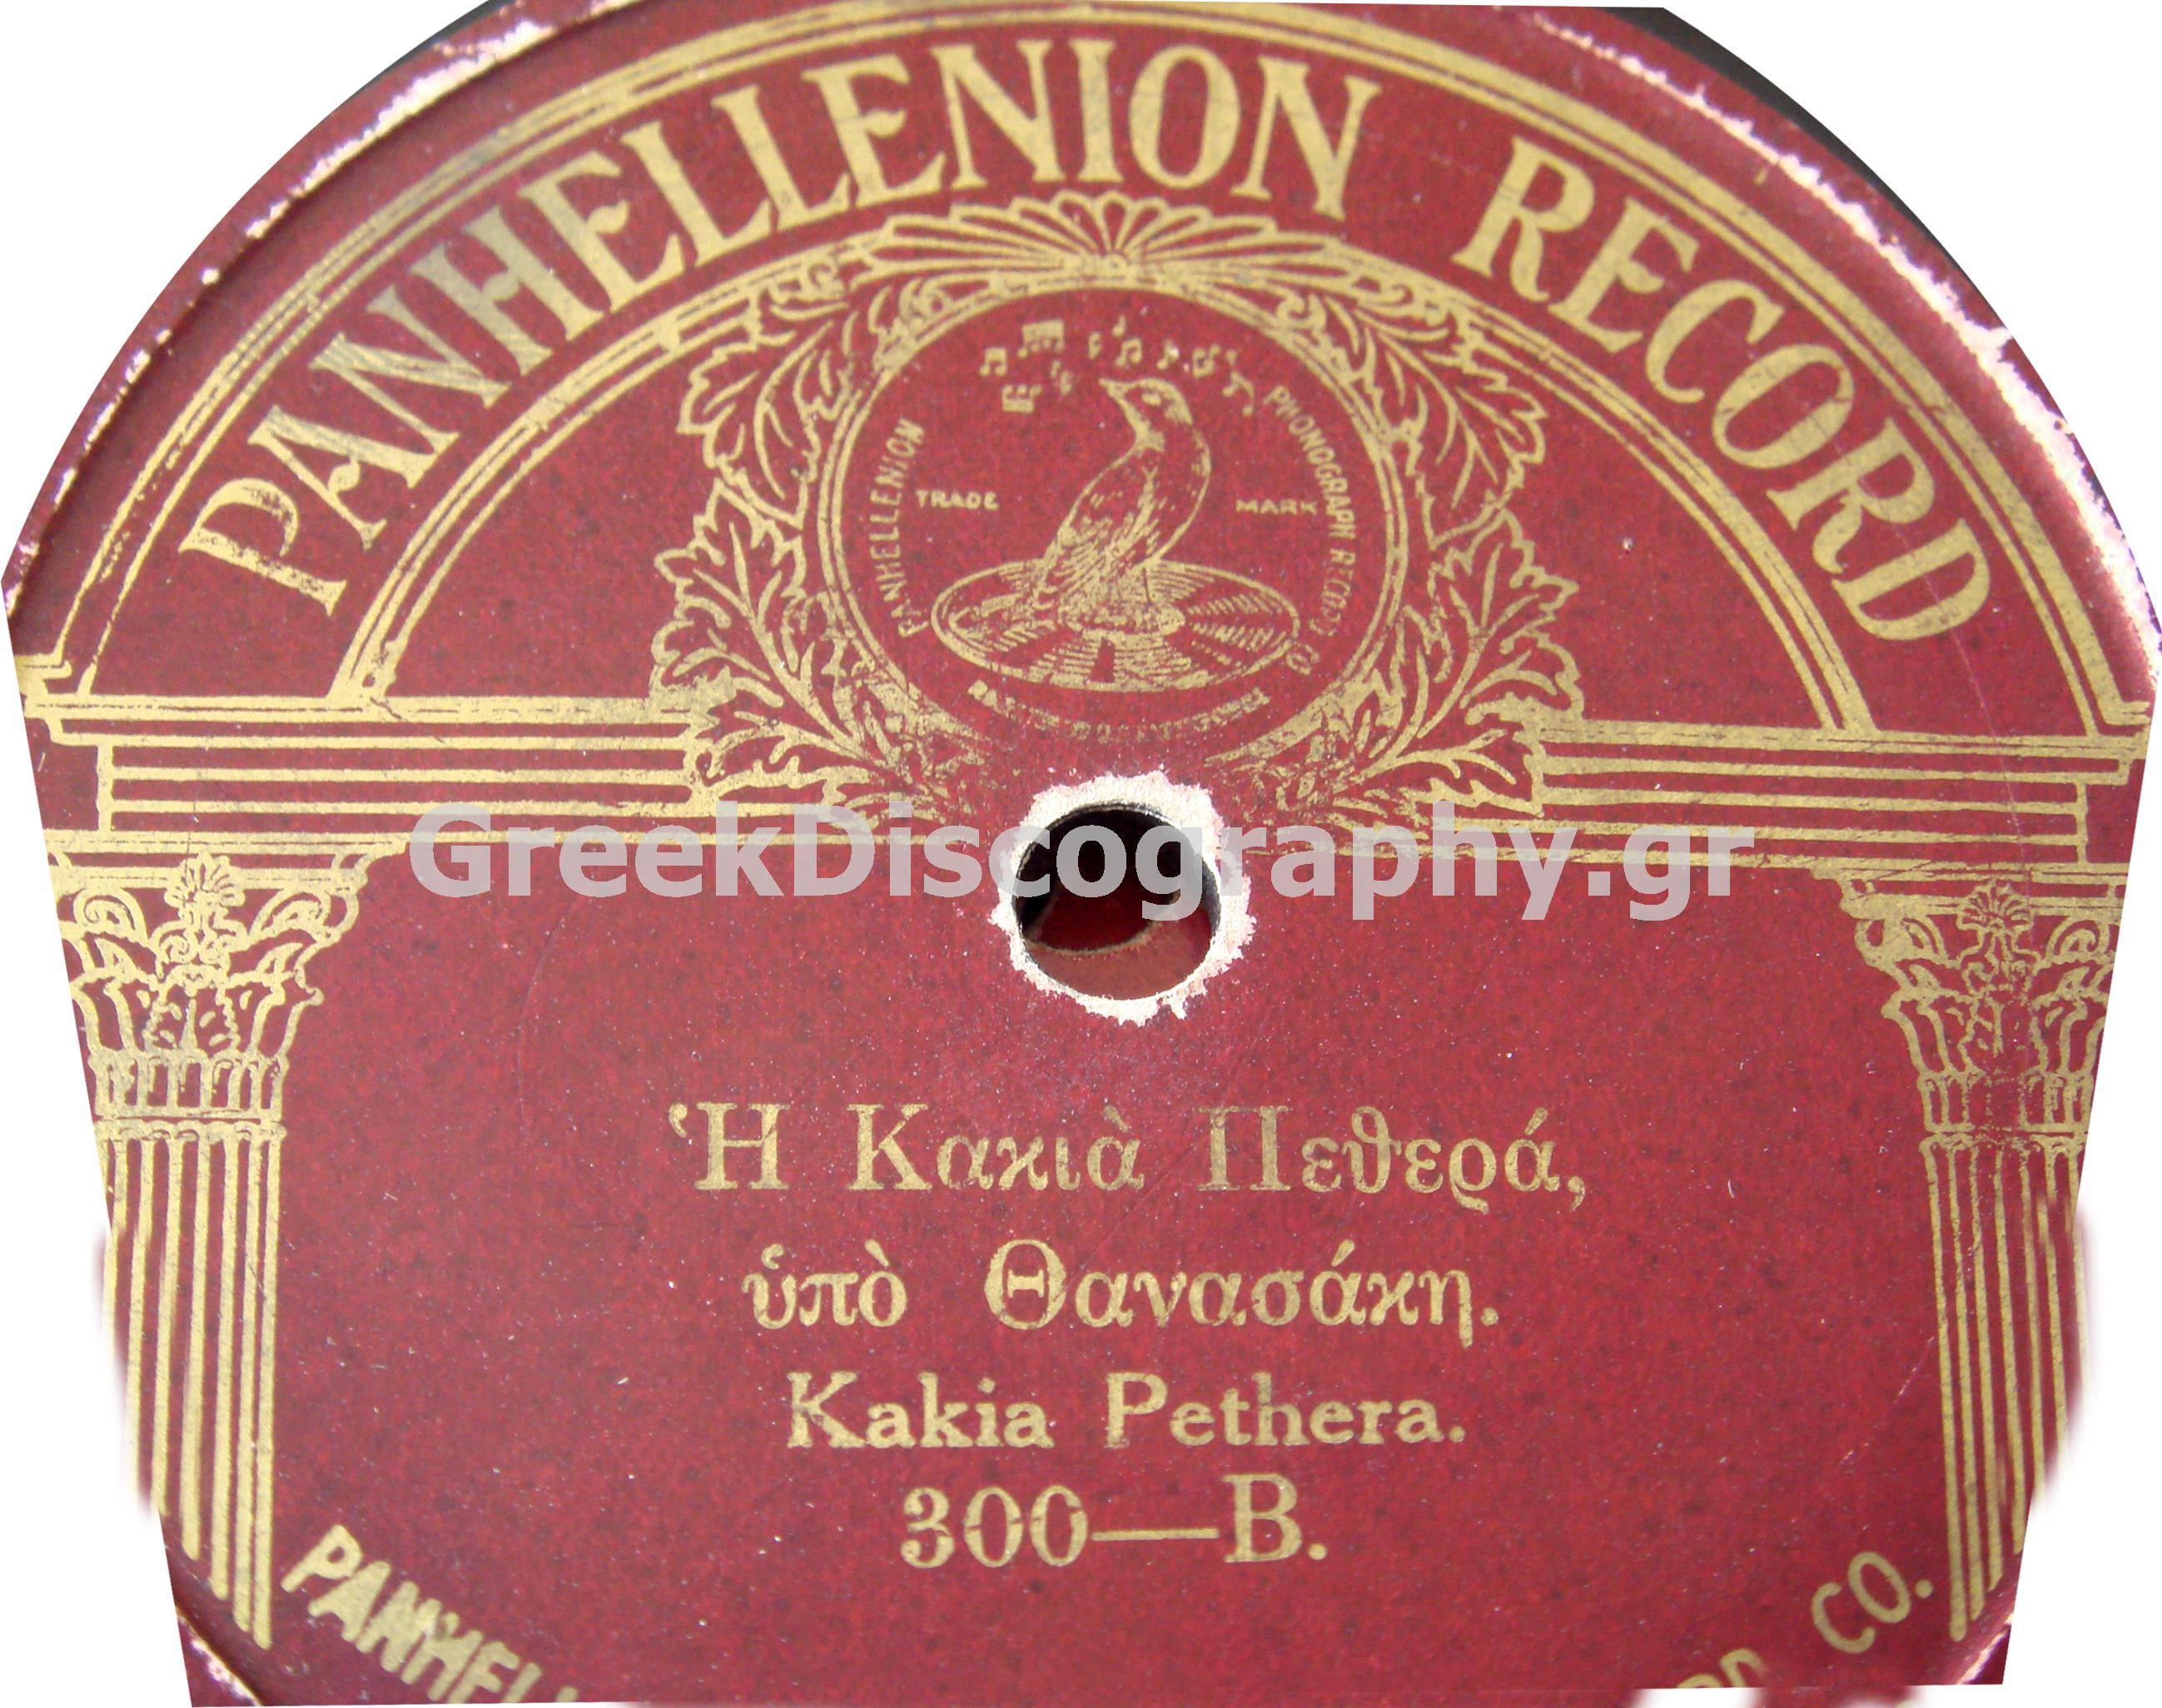 PANHELLENION RECORD
PANHELLENION PHONOGRAPH RECORD CO
TRADE MARK
GreekDiscography.gr
Ἡ Κακιὰ Πεθερά,
ὑπὸ Θανασάκη.
Kakia Pethera.
300—B.
CO.